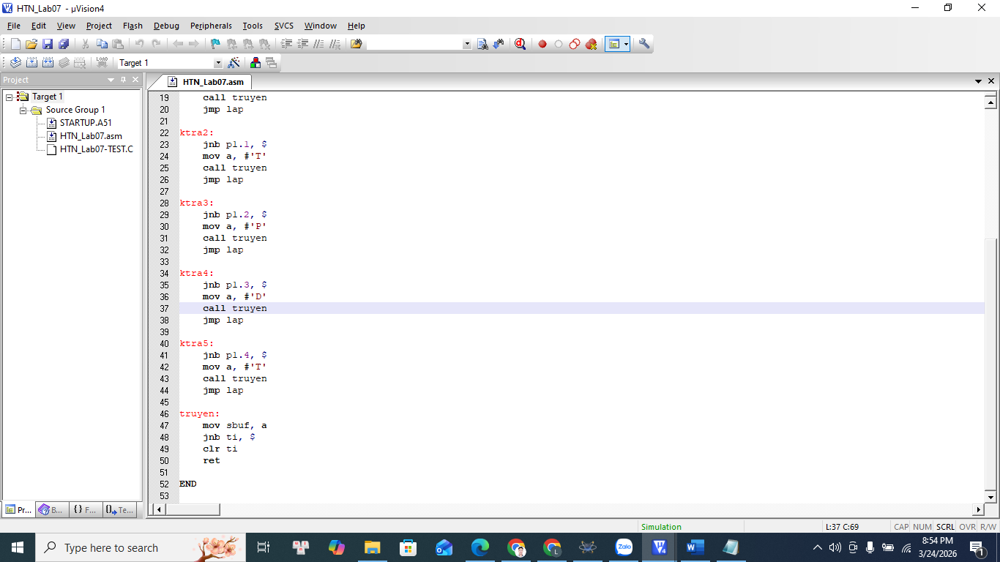 HTN_Lab07 - µVision4
File Edit View Project Flash Debug Peripherals Tools SVCS Window Help
LOAD
Target 1
Project
HTN_Lab07.asm
Target 1
Source Group 1
STARTUP.A51
HTN_Lab07.asm
HTN_Lab07-TEST.C
19 call truyen
20 jmp lap
21
22 ktra2:
23 jnb p1.1, $
24 mov a, #'T'
25 call truyen
26 jmp lap
27
28 ktra3:
29 jnb p1.2, $
30 mov a, #'P'
31 call truyen
32 jmp lap
33
34 ktra4:
35 jnb p1.3, $
36 mov a, #'D'
37 call truyen
38 jmp lap
39
40 ktra5:
41 jnb p1.4, $
42 mov a, #'T'
43 call truyen
44 jmp lap
45
46 truyen:
47 mov sbuf, a
48 jnb ti, $
49 clr ti
50 ret
51
52 END
53
Pr... B... {} F... Te...
Simulation L:37 C:69 CAP NUM SCRL OVR R/W
Type here to search
Zalo
8:54 PM
3/24/2026
1